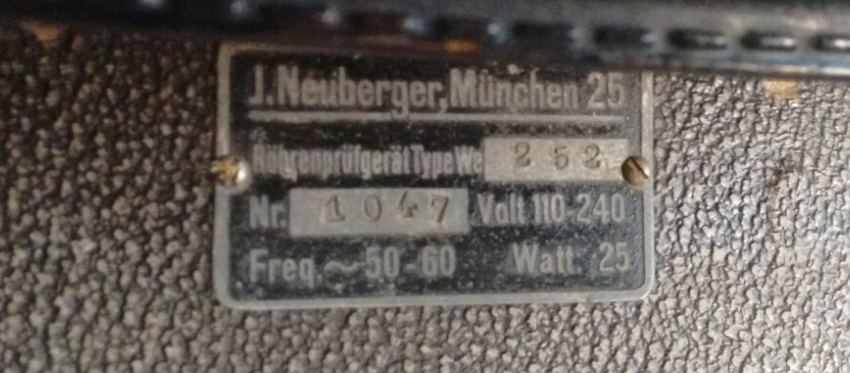 J. Neuberger, München 25
Röhrenprüfgerät Type We 252
Nr. 1047 Volt 110-240
Freq. ~ 50-60 Watt 25